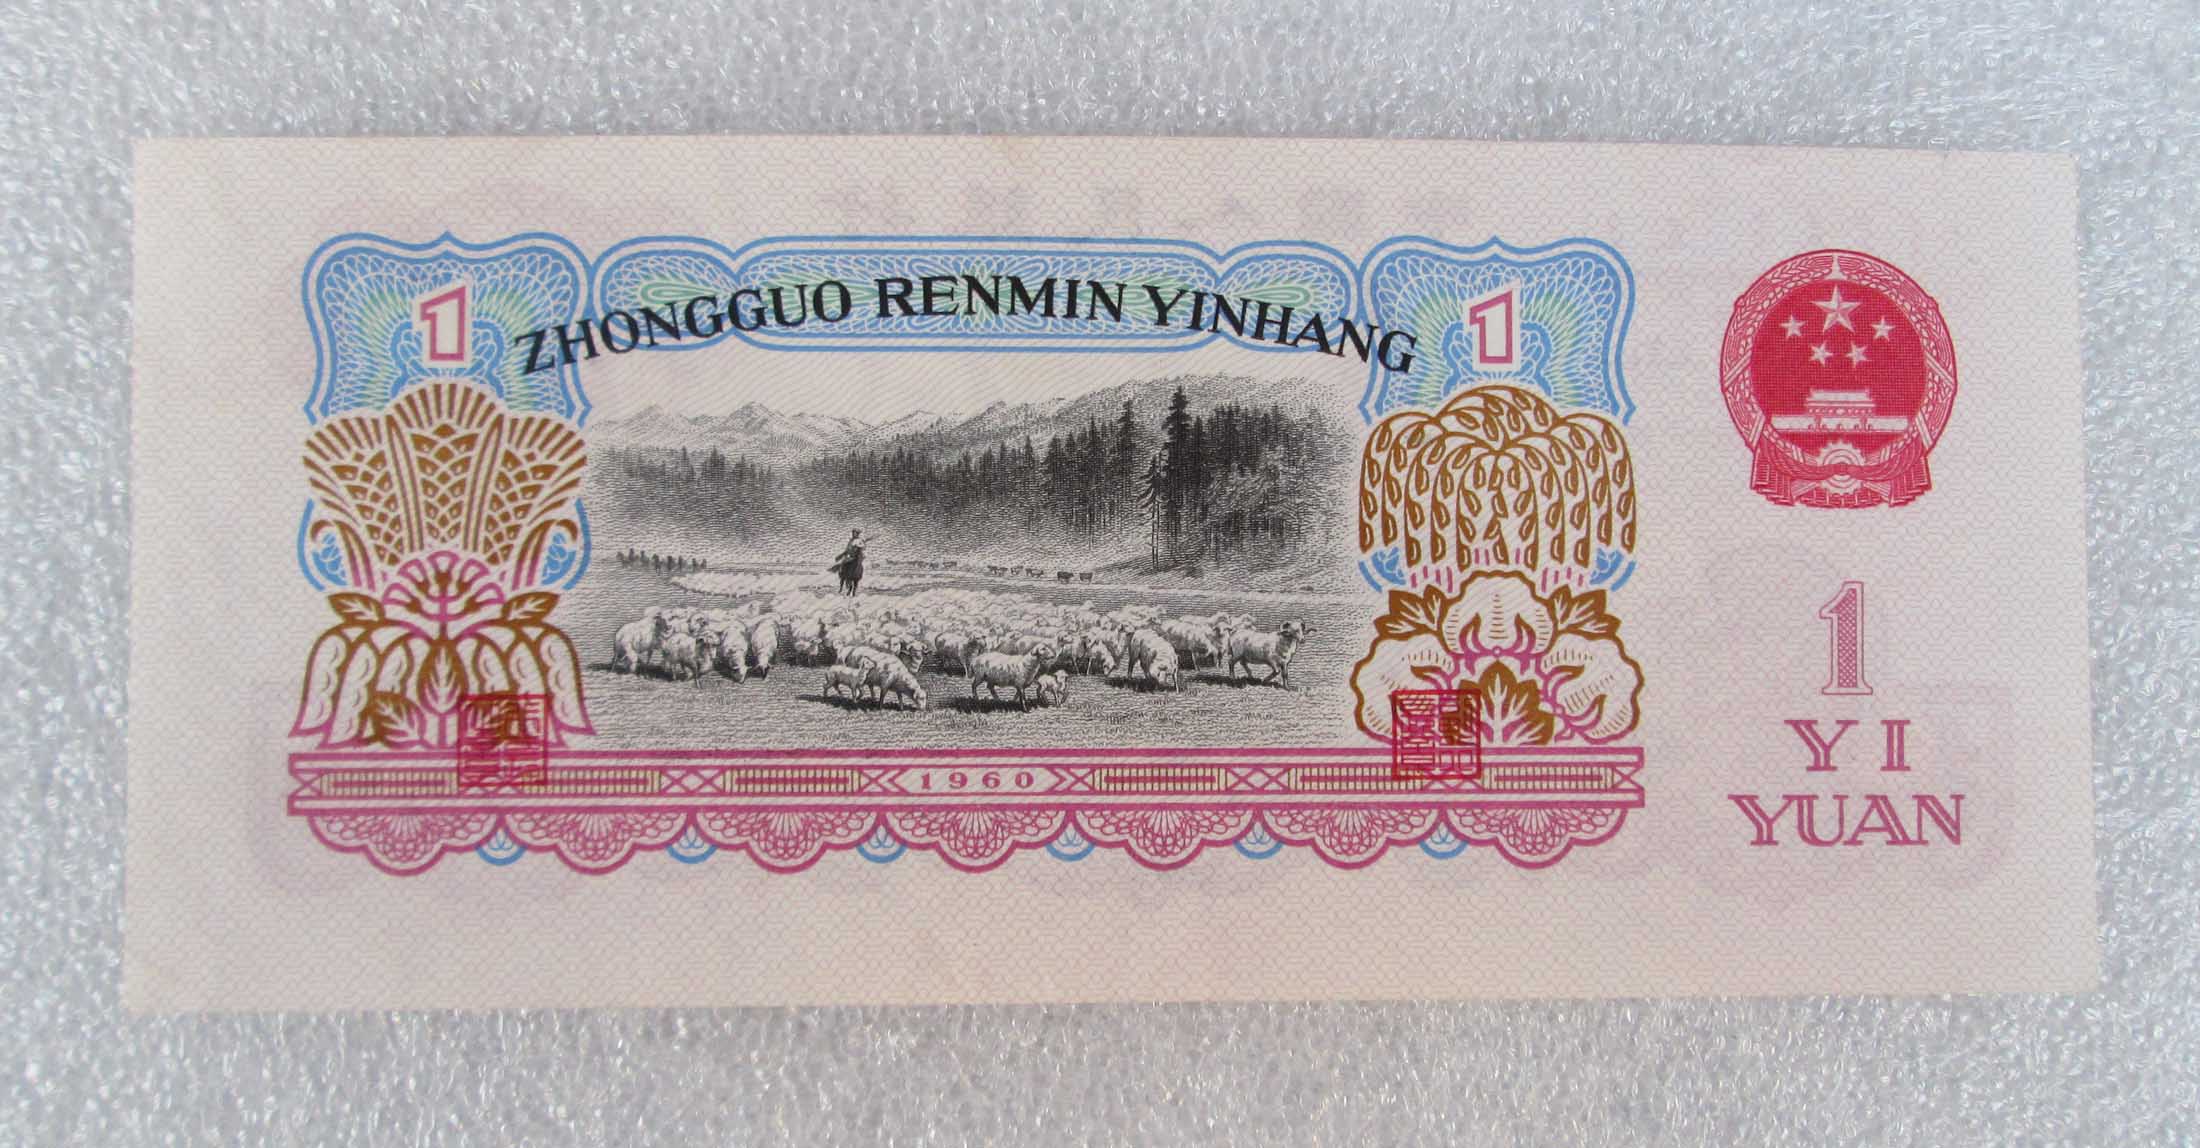 1
ZHONGGUO RENMIN YINHANG
1
1960
1
YI
YUAN